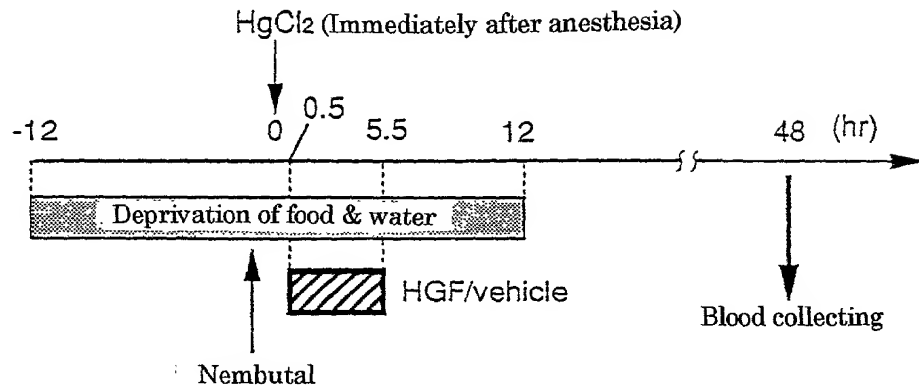 HgCl2 (Immediately after anesthesia)
0.5
-12 0 5.5 12 48 (hr)
Deprivation of food & water
HGF/vehicle
Blood collecting
Nembutal